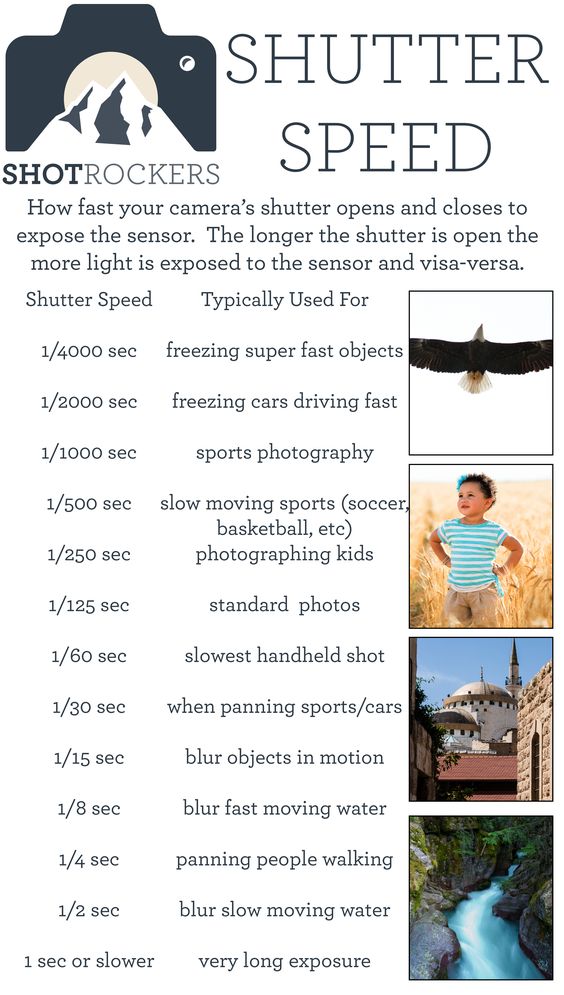 SHUTTER
SPEED
SHOTROCKERS
How fast your camera's shutter opens and closes to
expose the sensor.  The longer the shutter is open the
more light is exposed to the sensor and visa-versa.
Shutter Speed Typically Used For
1/4000 sec freezing super fast objects
1/2000 sec freezing cars driving fast
1/1000 sec sports photography
1/500 sec slow moving sports (soccer,
basketball, etc)
1/250 sec photographing kids
1/125 sec standard  photos
1/60 sec slowest handheld shot
1/30 sec when panning sports/cars
1/15 sec blur objects in motion
1/8 sec blur fast moving water
1/4 sec panning people walking
1/2 sec blur slow moving water
1 sec or slower very long exposure